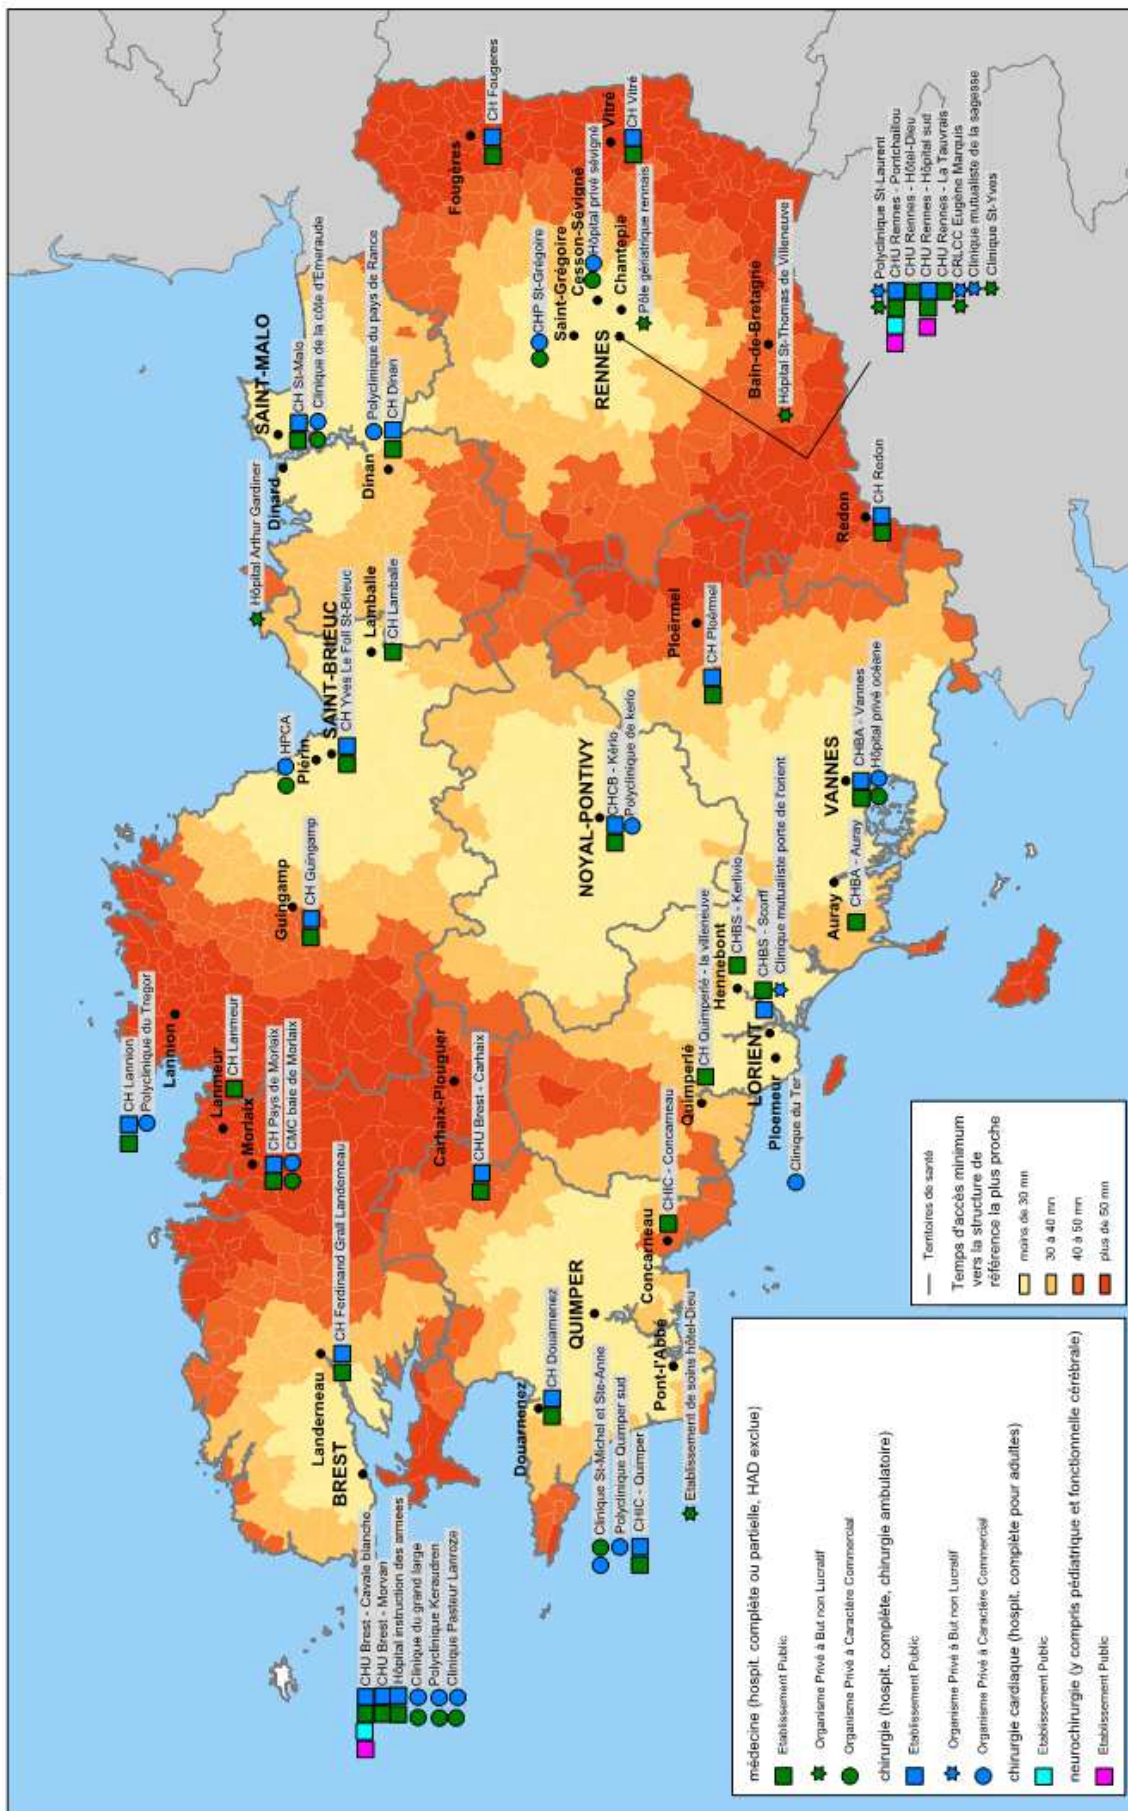 CH Lannion
Polyclinique du Tregor
Lannion
Lanmeur
CH Lanmeur
Morlaix
CH Pays de Morlaix
CMC baie de Morlaix
Guingamp
CH Guingamp
HPCA
Plérin
SAINT-BRIEUC
CH Yves Le Foll St-Brieuc
Hôpital Arthur Gardiner
Lamballe
CH Lamballe
Dinard
SAINT-MALO
CH St-Malo
Clinique de la côte d'Emeraude
Polyclinique du pays de Rance
Dinan
CH Dinan
Fougères
CH Fougeres
Landerneau
CH Ferdinand Grall Landerneau
BREST
CHU Brest - Cavale blanche
CHU Brest - Morvan
Hôpital instruction des armees
Clinique du grand large
Polyclinique Keraudren
Clinique Pasteur Lanroze
Carhaix-Plouguer
CHU Brest - Carhaix
CHP St-Grégoire
Saint-Grégoire
Cesson-Sévigné
Hôpital privé sévigné
RENNES
Chantepie
Pôle gériatrique rennais
Vitré
CH Vitré
Douarnenez
CH Douarnenez
QUIMPER
Clinique St-Michel et Ste-Anne
Polyclinique Quimper sud
CHIC - Quimper
NOYAL-PONTIVY
CHCB - Kério
Polyclinique de kerio
Concarneau
CHIC - Concarneau
Pont-l'Abbé
Etablissement de soins hôtel-Dieu
Quimperlé
CH Quimperlé - la villeneuve
Hennebont
CHBS - Kerlivio
CHBS - Scorff
Clinique mutualiste porte de l'orient
LORIENT
Ploemeur
Clinique du Ter
Ploërmel
CH Ploërmel
Bain-de-Bretagne
Hôpital St-Thomas de Villeneuve
Auray
CHBA - Auray
VANNES
CHBA - Vannes
Hôpital privé océane
Redon
CH Redon
Polyclinique St-Laurent
CHU Rennes - Pontchaillou
CHU Rennes - Hôtel-Dieu
CHU Rennes - Hôpital sud
CHU Rennes - La Tauvrais
CRLCC Eugène Marquis
Clinique mutualiste de la sagesse
Clinique St-Yves
médecine (hospit. complète ou partielle, HAD exclue)
Etablissement Public
Organisme Privé à But non Lucratif
Organisme Privé à Caractère Commercial
chirurgie (hospit. complète, chirurgie ambulatoire)
Etablissement Public
Organisme Privé à But non Lucratif
Organisme Privé à Caractère Commercial
chirurgie cardiaque (hospit. complète pour adultes)
Etablissement Public
neurochirurgie (y compris pédiatrique et fonctionnelle cérébrale)
Etablissement Public
Territoires de santé
Temps d'accès minimum
vers la structure de
référence la plus proche
moins de 30 mn
30 à 40 mn
40 à 50 mn
plus de 50 mn